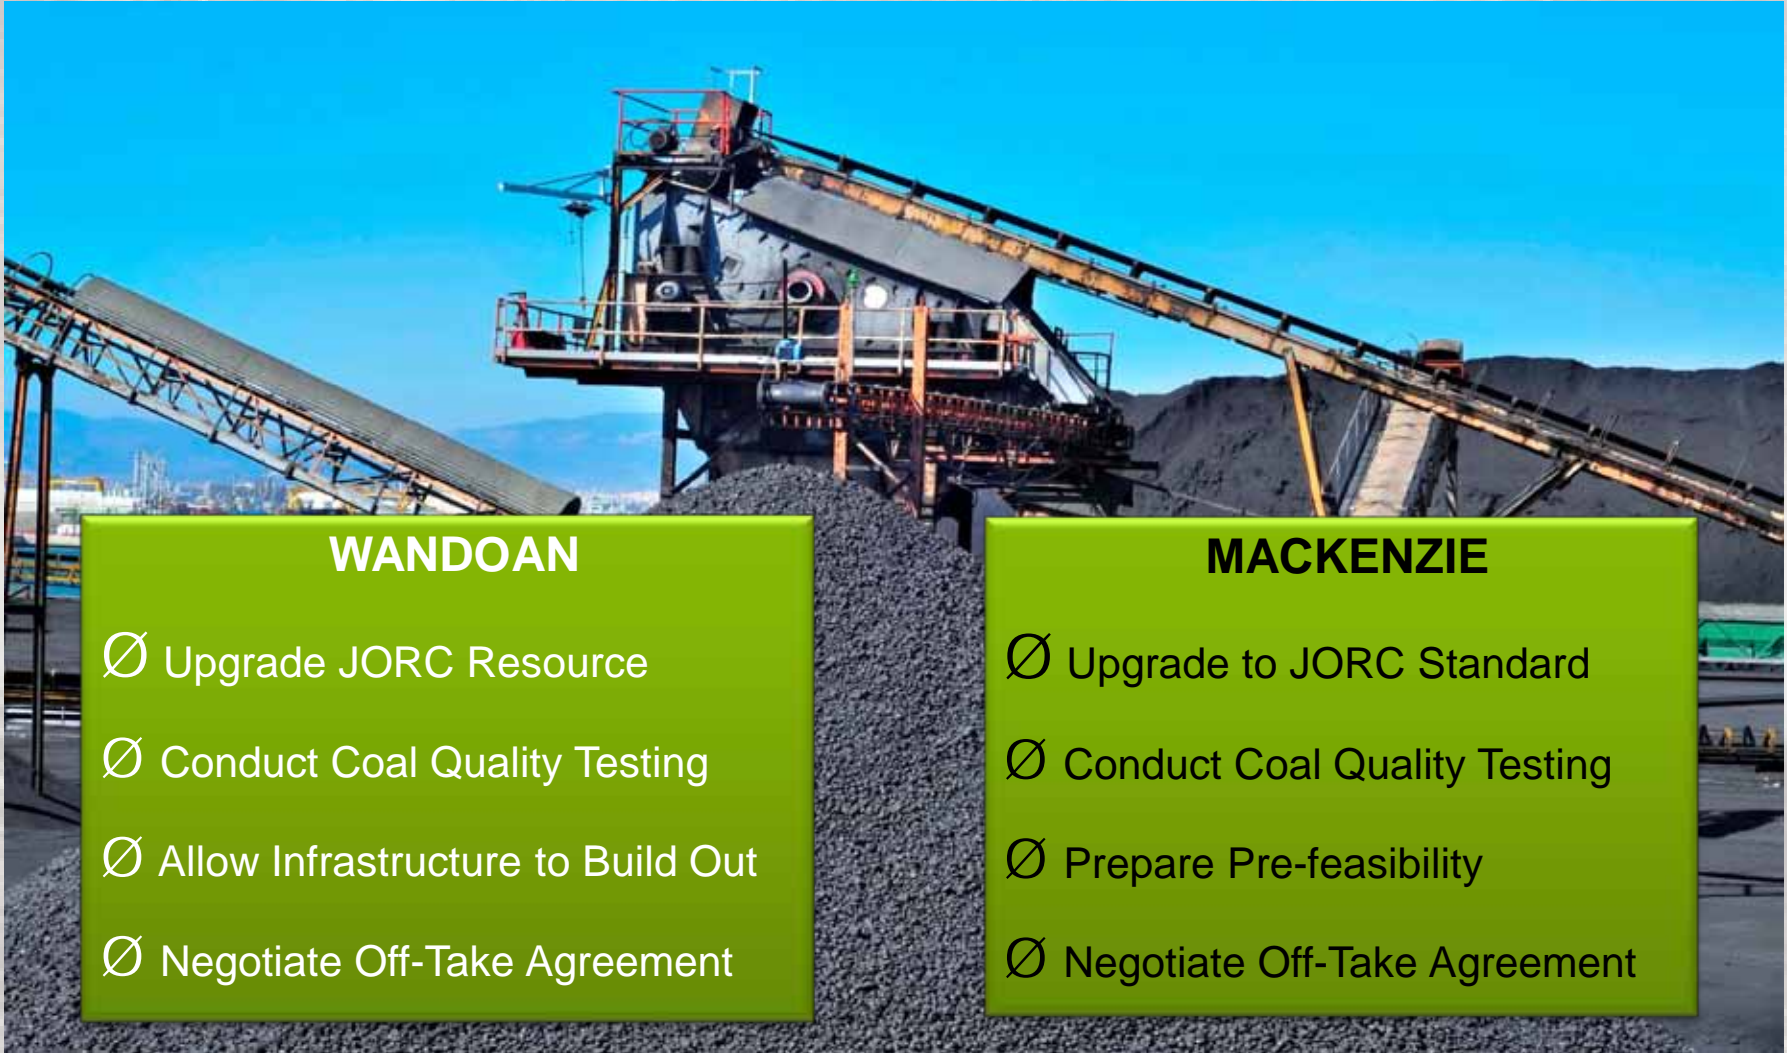 WANDOAN
Ø Upgrade JORC Resource
Ø Conduct Coal Quality Testing
Ø Allow Infrastructure to Build Out
Ø Negotiate Off-Take Agreement
MACKENZIE
Ø Upgrade to JORC Standard
Ø Conduct Coal Quality Testing
Ø Prepare Pre-feasibility
Ø Negotiate Off-Take Agreement